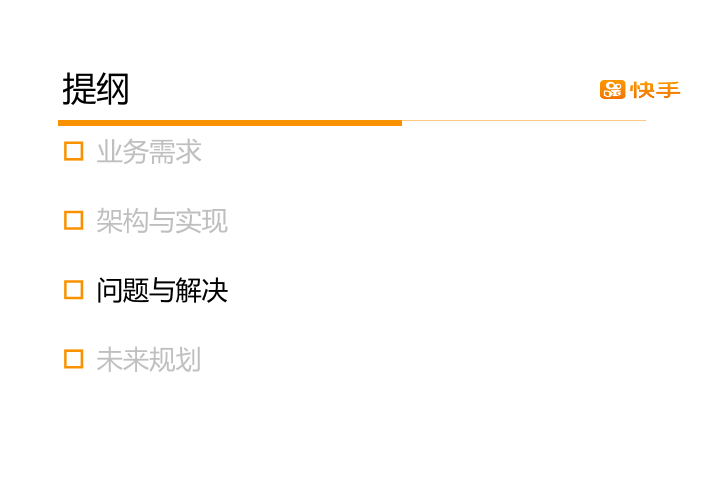 提纲
快手
业务需求
架构与实现
问题与解决
未来规划